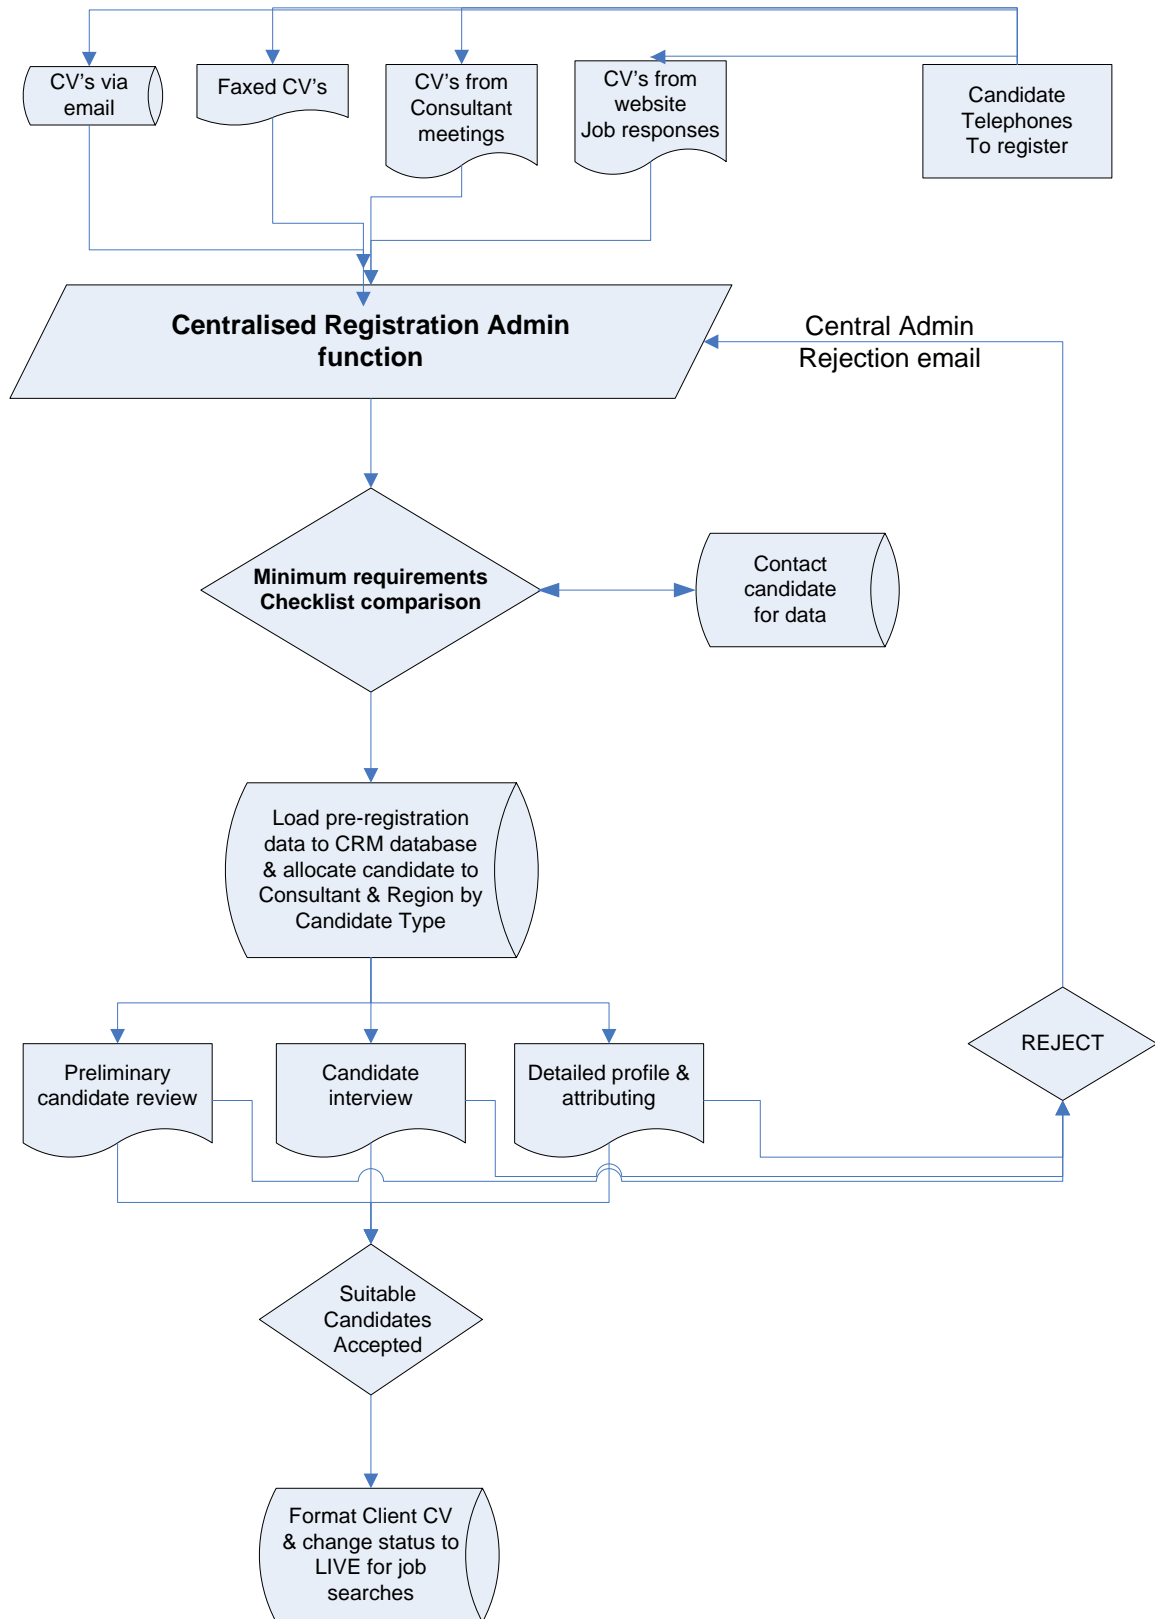 CV's via
email
Faxed CV's
CV's from
Consultant
meetings
CV's from
website
Job responses
Candidate
Telephones
To register
Centralised Registration Admin
function
Central Admin
Rejection email
Minimum requirements
Checklist comparison
Contact
candidate
for data
Load pre-registration
data to CRM database
& allocate candidate to
Consultant & Region by
Candidate Type
Preliminary
candidate review
Candidate
interview
Detailed profile &
attributing
REJECT
Suitable
Candidates
Accepted
Format Client CV
& change status to
LIVE for job
searches